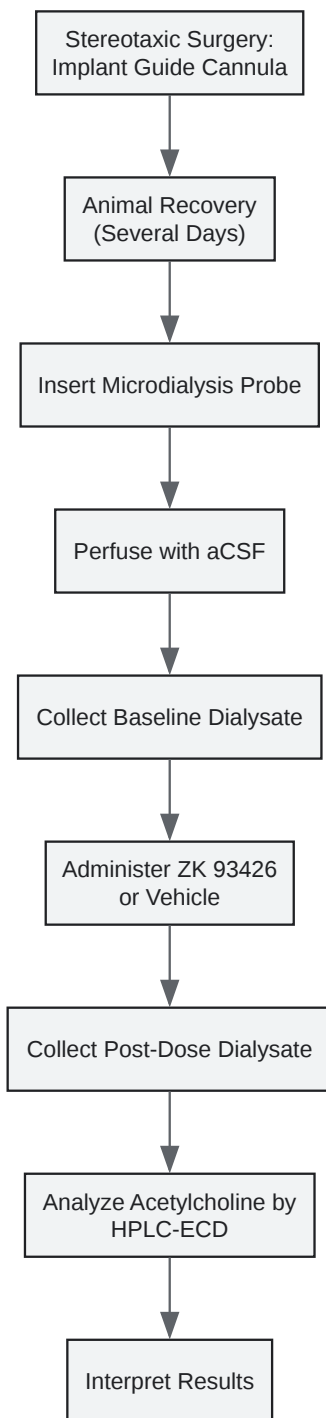 Stereotaxic Surgery:
Implant Guide Cannula
Animal Recovery
(Several Days)
Insert Microdialysis Probe
Perfuse with aCSF
Collect Baseline Dialysate
Administer ZK 93426
or Vehicle
Collect Post-Dose Dialysate
Analyze Acetylcholine by
HPLC-ECD
Interpret Results